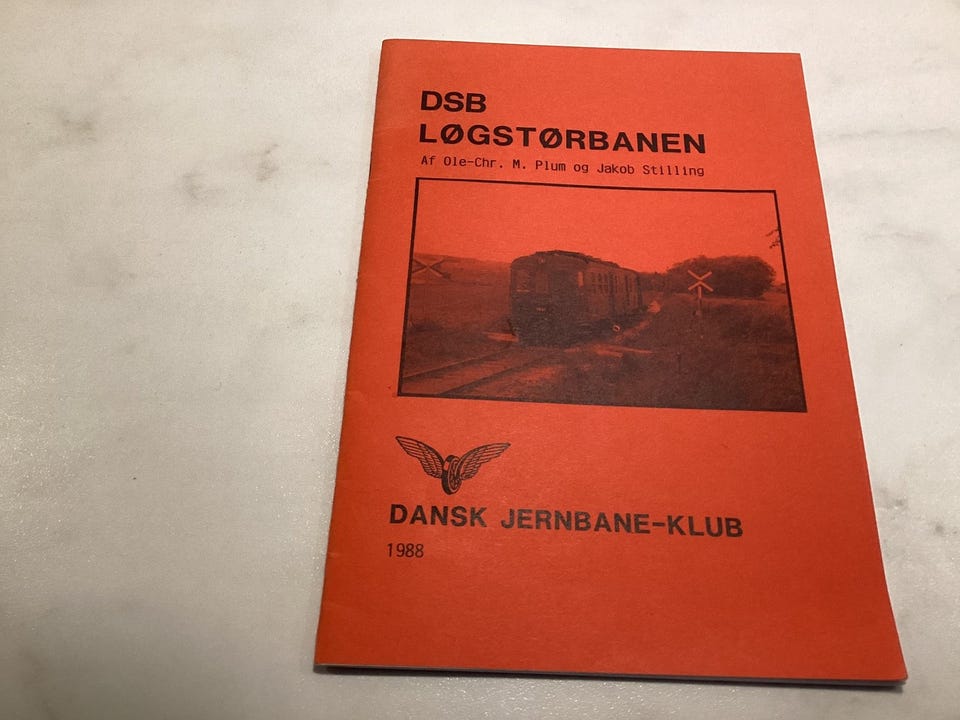 DSB
LØGSTØRBANEN
Af Ole-Chr. M. Plum og Jakob Stilling
DANSK JERNBANE-KLUB
1988